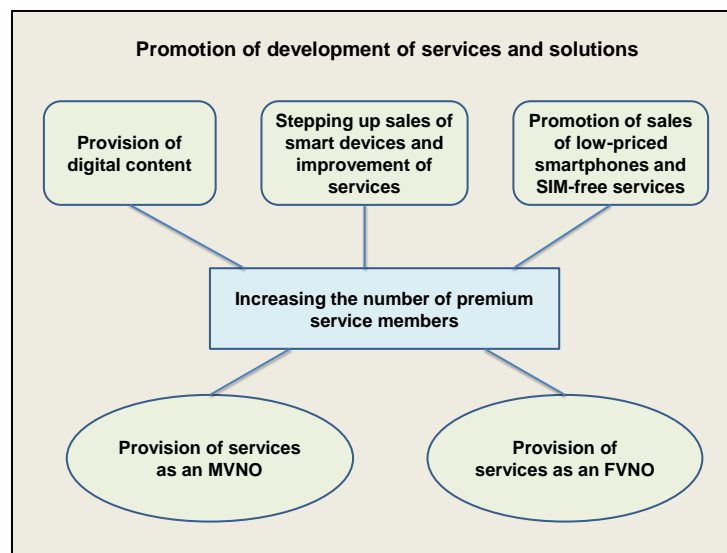 Promotion of development of services and solutions
Provision of
digital content
Stepping up sales of
smart devices and
improvement of
services
Promotion of sales
of low-priced
smartphones and
SIM-free services
Increasing the number of premium
service members
Provision of services
as an MVNO
Provision of
services as an FVNO